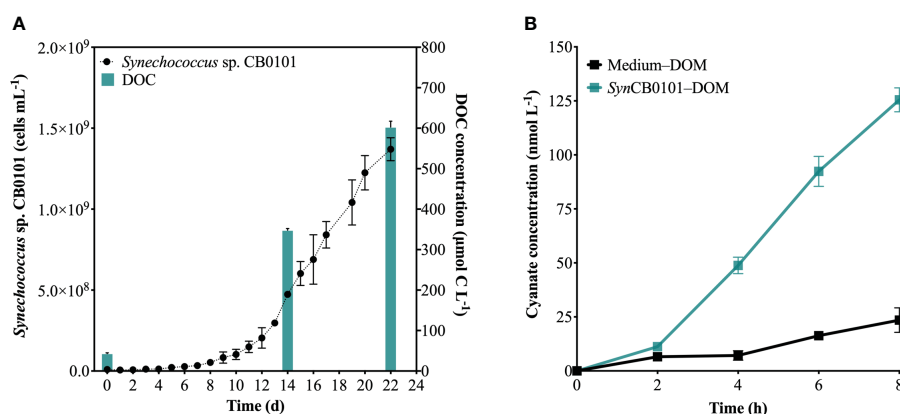 A
Synechococcus sp. CB0101 (cells mL⁻¹)
2.0×10⁹
1.5×10⁹
1.0×10⁹
5.0×10⁸
0.0
Synechococcus sp. CB0101
DOC
800
700
600
500
400
300
200
100
0
DOC concentration (μmol C L⁻¹)
0 2 4 6 8 10 12 14 16 18 20 22 24
Time (d)
B
Cyanate concentration (nmol L⁻¹)
150
125
100
75
50
25
0
Medium–DOM
SynCB0101–DOM
0 2 4 6 8
Time (h)